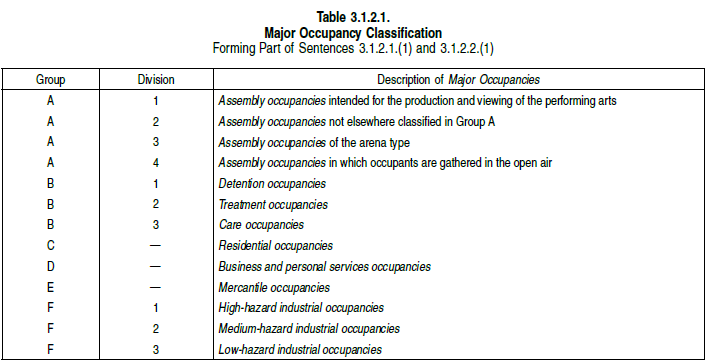 Table 3.1.2.1.
Major Occupancy Classification
Forming Part of Sentences 3.1.2.1.(1) and 3.1.2.2.(1)
Group Division Description of Major Occupancies
A 1 Assembly occupancies intended for the production and viewing of the performing arts
A 2 Assembly occupancies not elsewhere classified in Group A
A 3 Assembly occupancies of the arena type
A 4 Assembly occupancies in which occupants are gathered in the open air
B 1 Detention occupancies
B 2 Treatment occupancies
B 3 Care occupancies
C — Residential occupancies
D — Business and personal services occupancies
E — Mercantile occupancies
F 1 High-hazard industrial occupancies
F 2 Medium-hazard industrial occupancies
F 3 Low-hazard industrial occupancies